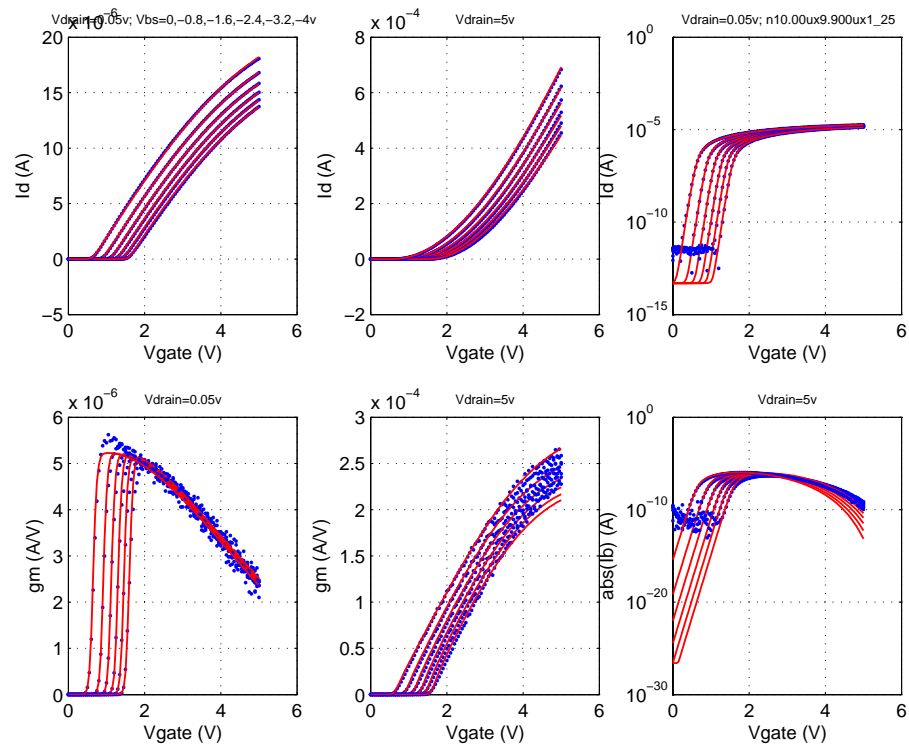 x 10−6
Vdrain=0.05v; Vbs=0,−0.8,−1.6,−2.4,−3.2,−4v
20
15
10
5
0
−5
Id (A)
0
2
4
6
Vgate (V)
x 10−4
Vdrain=5v
8
6
4
2
0
−2
Id (A)
0
2
4
6
Vgate (V)
Vdrain=0.05v; n10.00ux9.900ux1_25
100
10−5
10−10
10−15
Id (A)
0
2
4
6
Vgate (V)
x 10−6
Vdrain=0.05v
6
5
4
3
2
1
0
gm (A/V)
0
2
4
6
Vgate (V)
x 10−4
Vdrain=5v
3
2.5
2
1.5
1
0.5
0
gm (A/V)
0
2
4
6
Vgate (V)
Vdrain=5v
100
10−10
10−20
10−30
abs(Ib) (A)
0
2
4
6
Vgate (V)